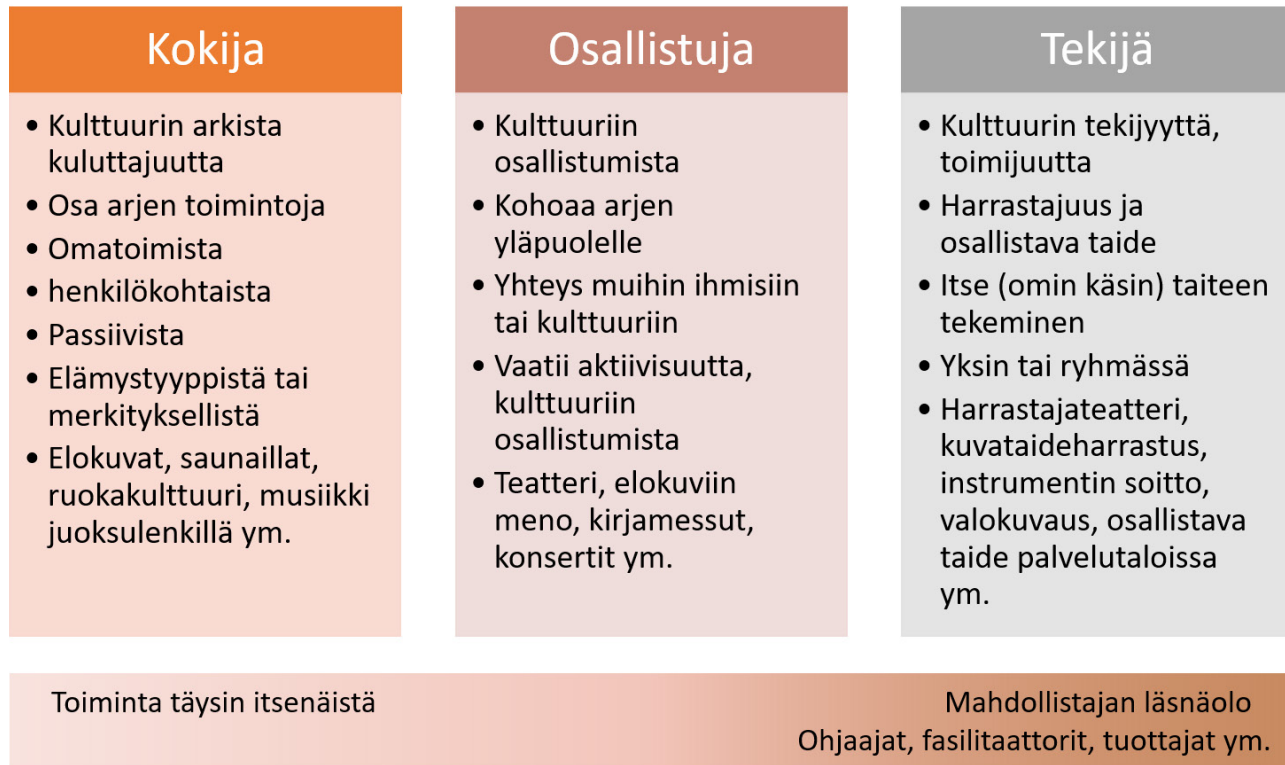 Kokija
• Kulttuurin arkista
kuluttajuutta
• Osa arjen toimintoja
• Omatoimista
• henkilökohtaista
• Passiivista
• Elämystyyppistä tai
merkityksellistä
• Elokuvat, saunaillat,
ruokakulttuuri, musiikki
juoksulenkillä ym.
Osallistuja
• Kulttuuriin
osallistumista
• Kohoaa arjen
yläpuolelle
• Yhteys muihin ihmisiin
tai kulttuuriin
• Vaatii aktiivisuutta,
kulttuuriin
osallistumista
• Teatteri, elokuviin
meno, kirjamessut,
konsertit ym.
Tekijä
• Kulttuurin tekijyyttä,
toimijuutta
• Harrastajuus ja
osallistava taide
• Itse (omin käsin) taiteen
tekeminen
• Yksin tai ryhmässä
• Harrastajateatteri,
kuvataideharrastus,
instrumentin soitto,
valokuvaus, osallistava
taide palvelutaloissa
ym.
Toiminta täysin itsenäistä
Mahdollistajan läsnäolo
Ohjaajat, fasilitaattorit, tuottajat ym.